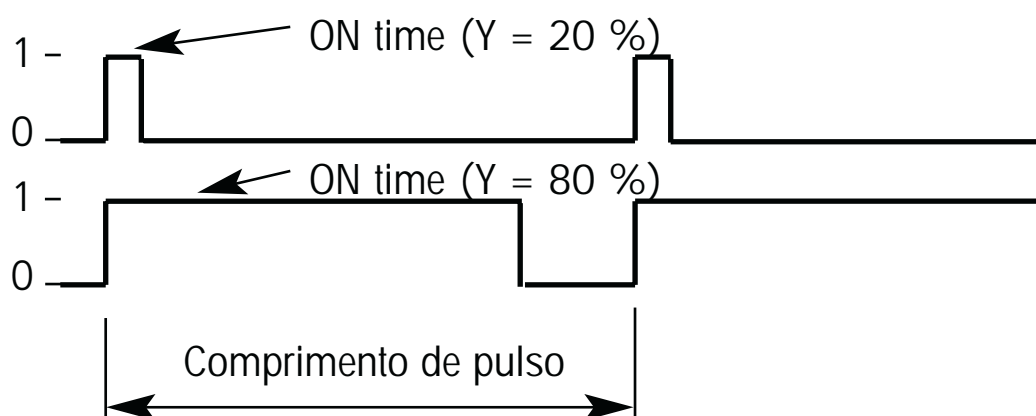 ON time (Y = 20 %)
1
0
ON time (Y = 80 %)
1
0
Comprimento de pulso